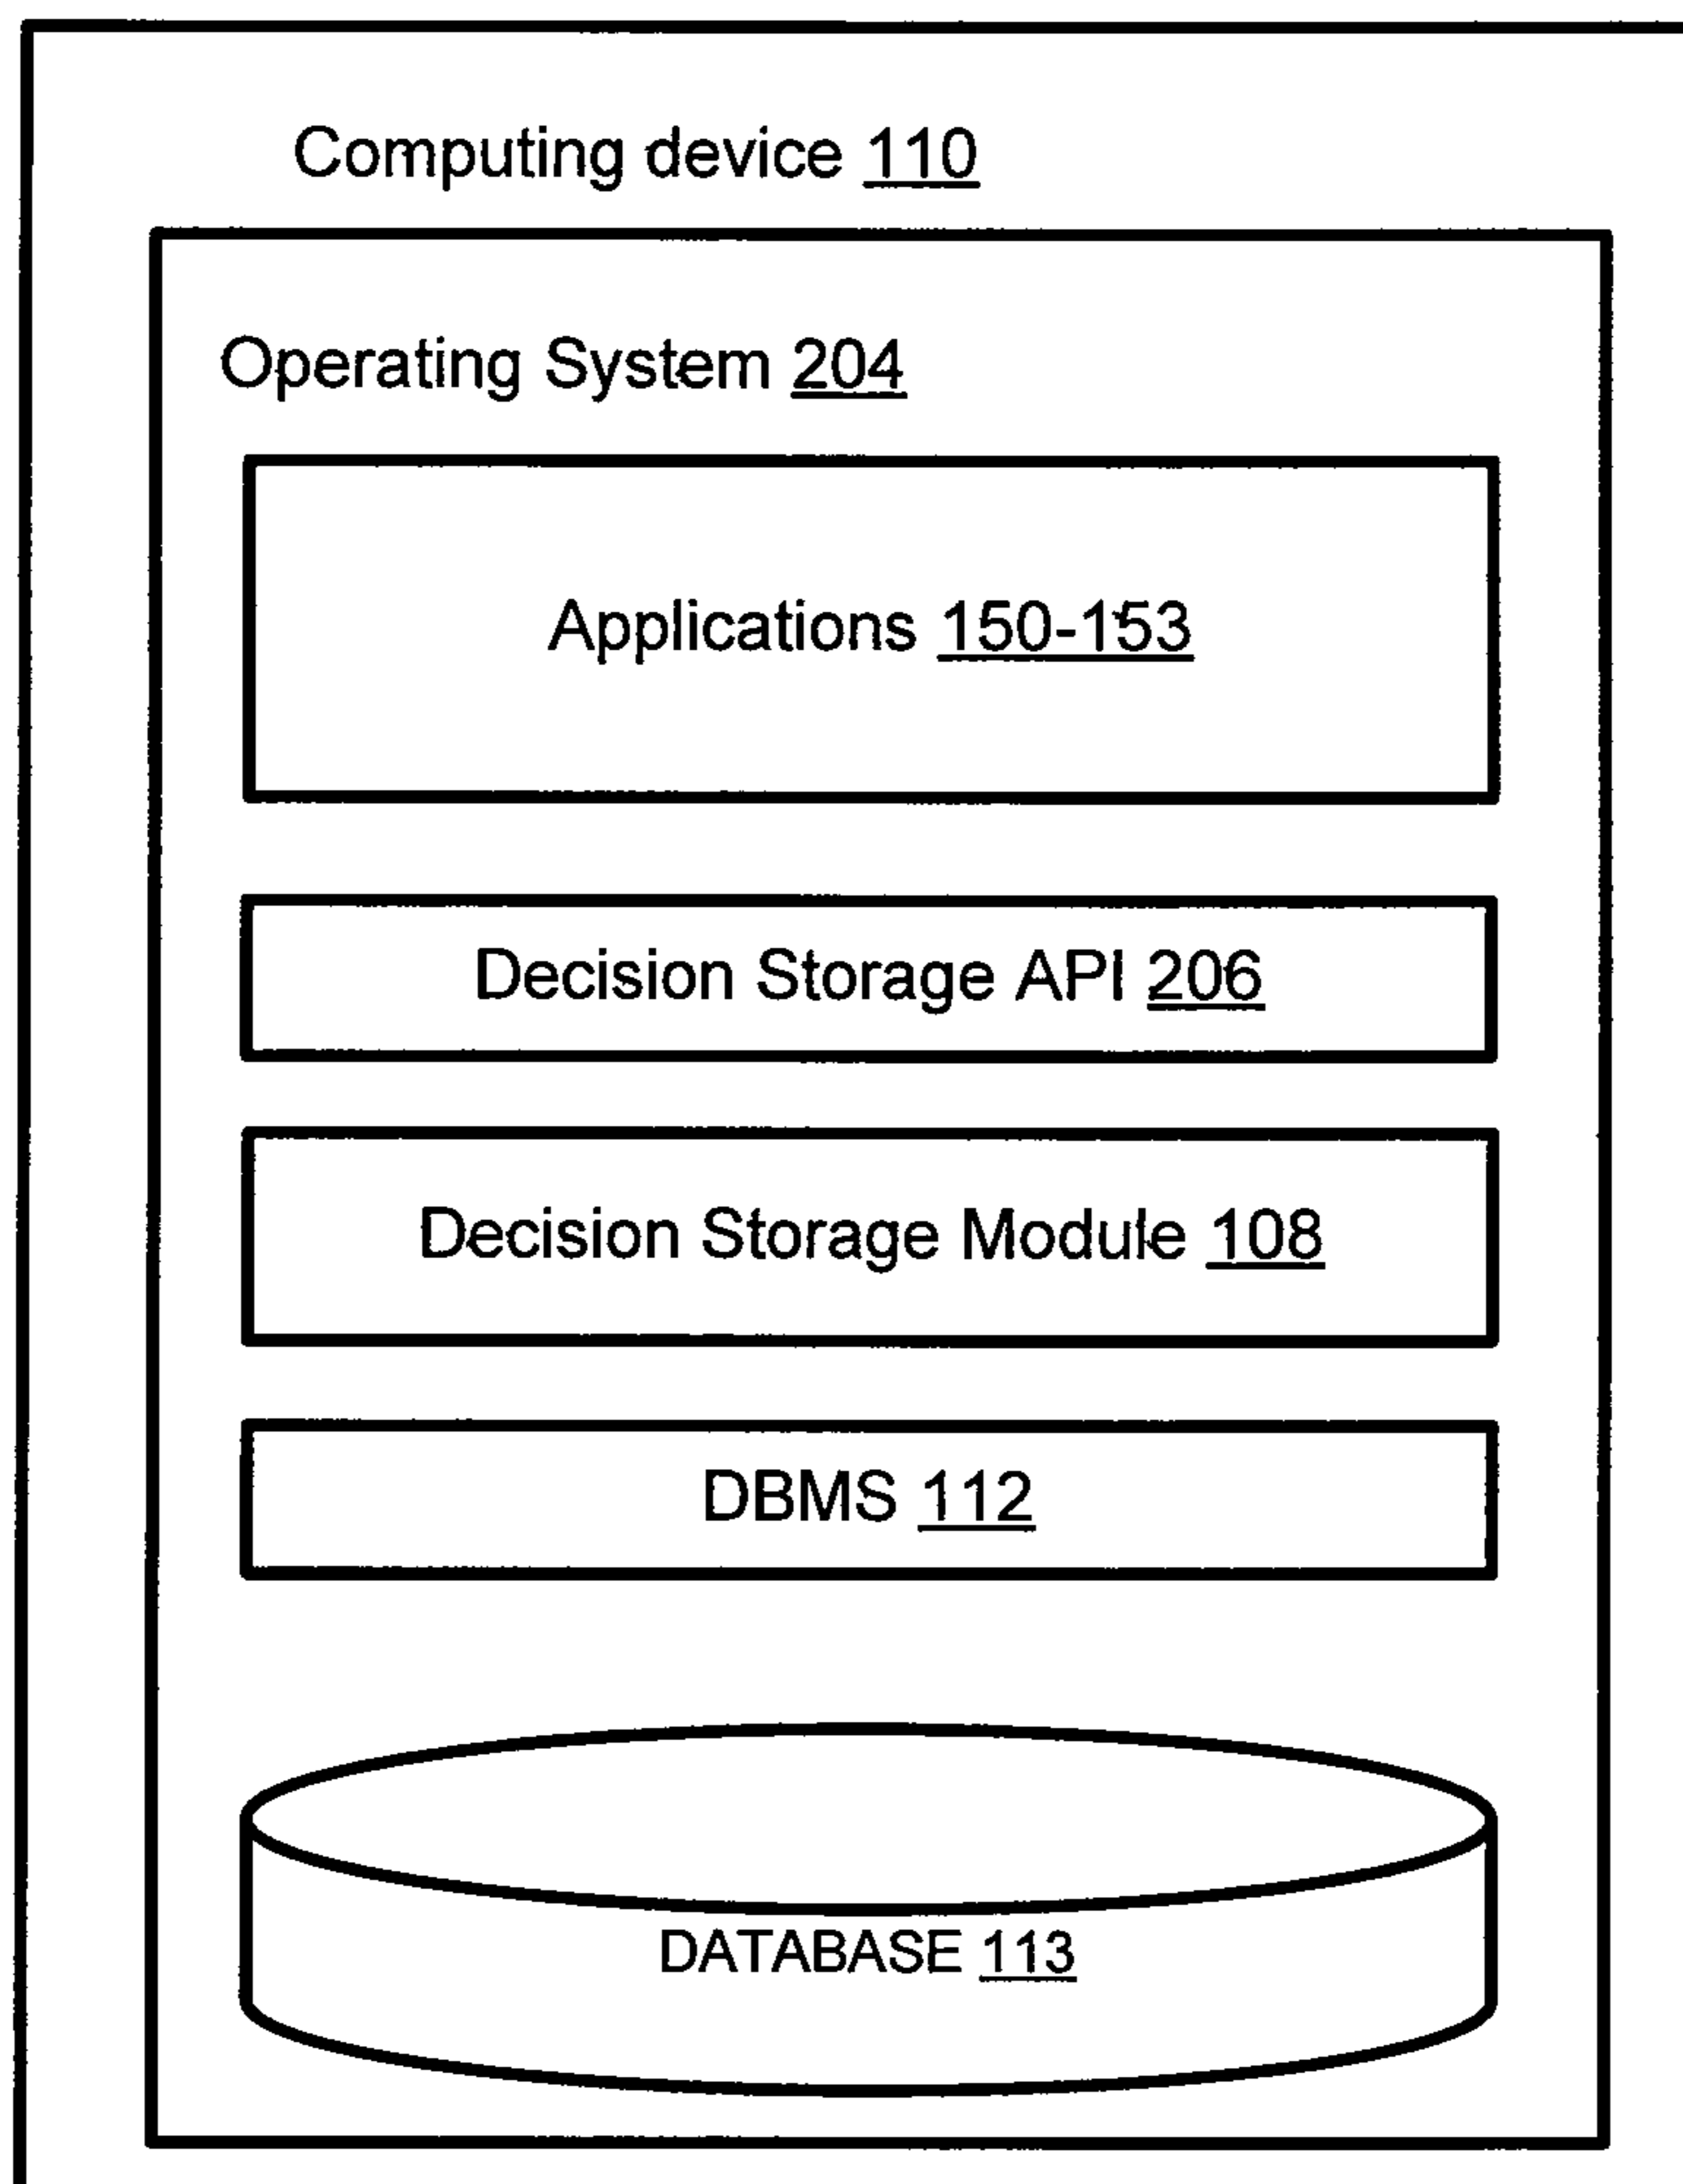 Computing device 110
Operating System 204
Applications 150-153
Decision Storage API 206
Decision Storage Module 108
DBMS 112
DATABASE 113